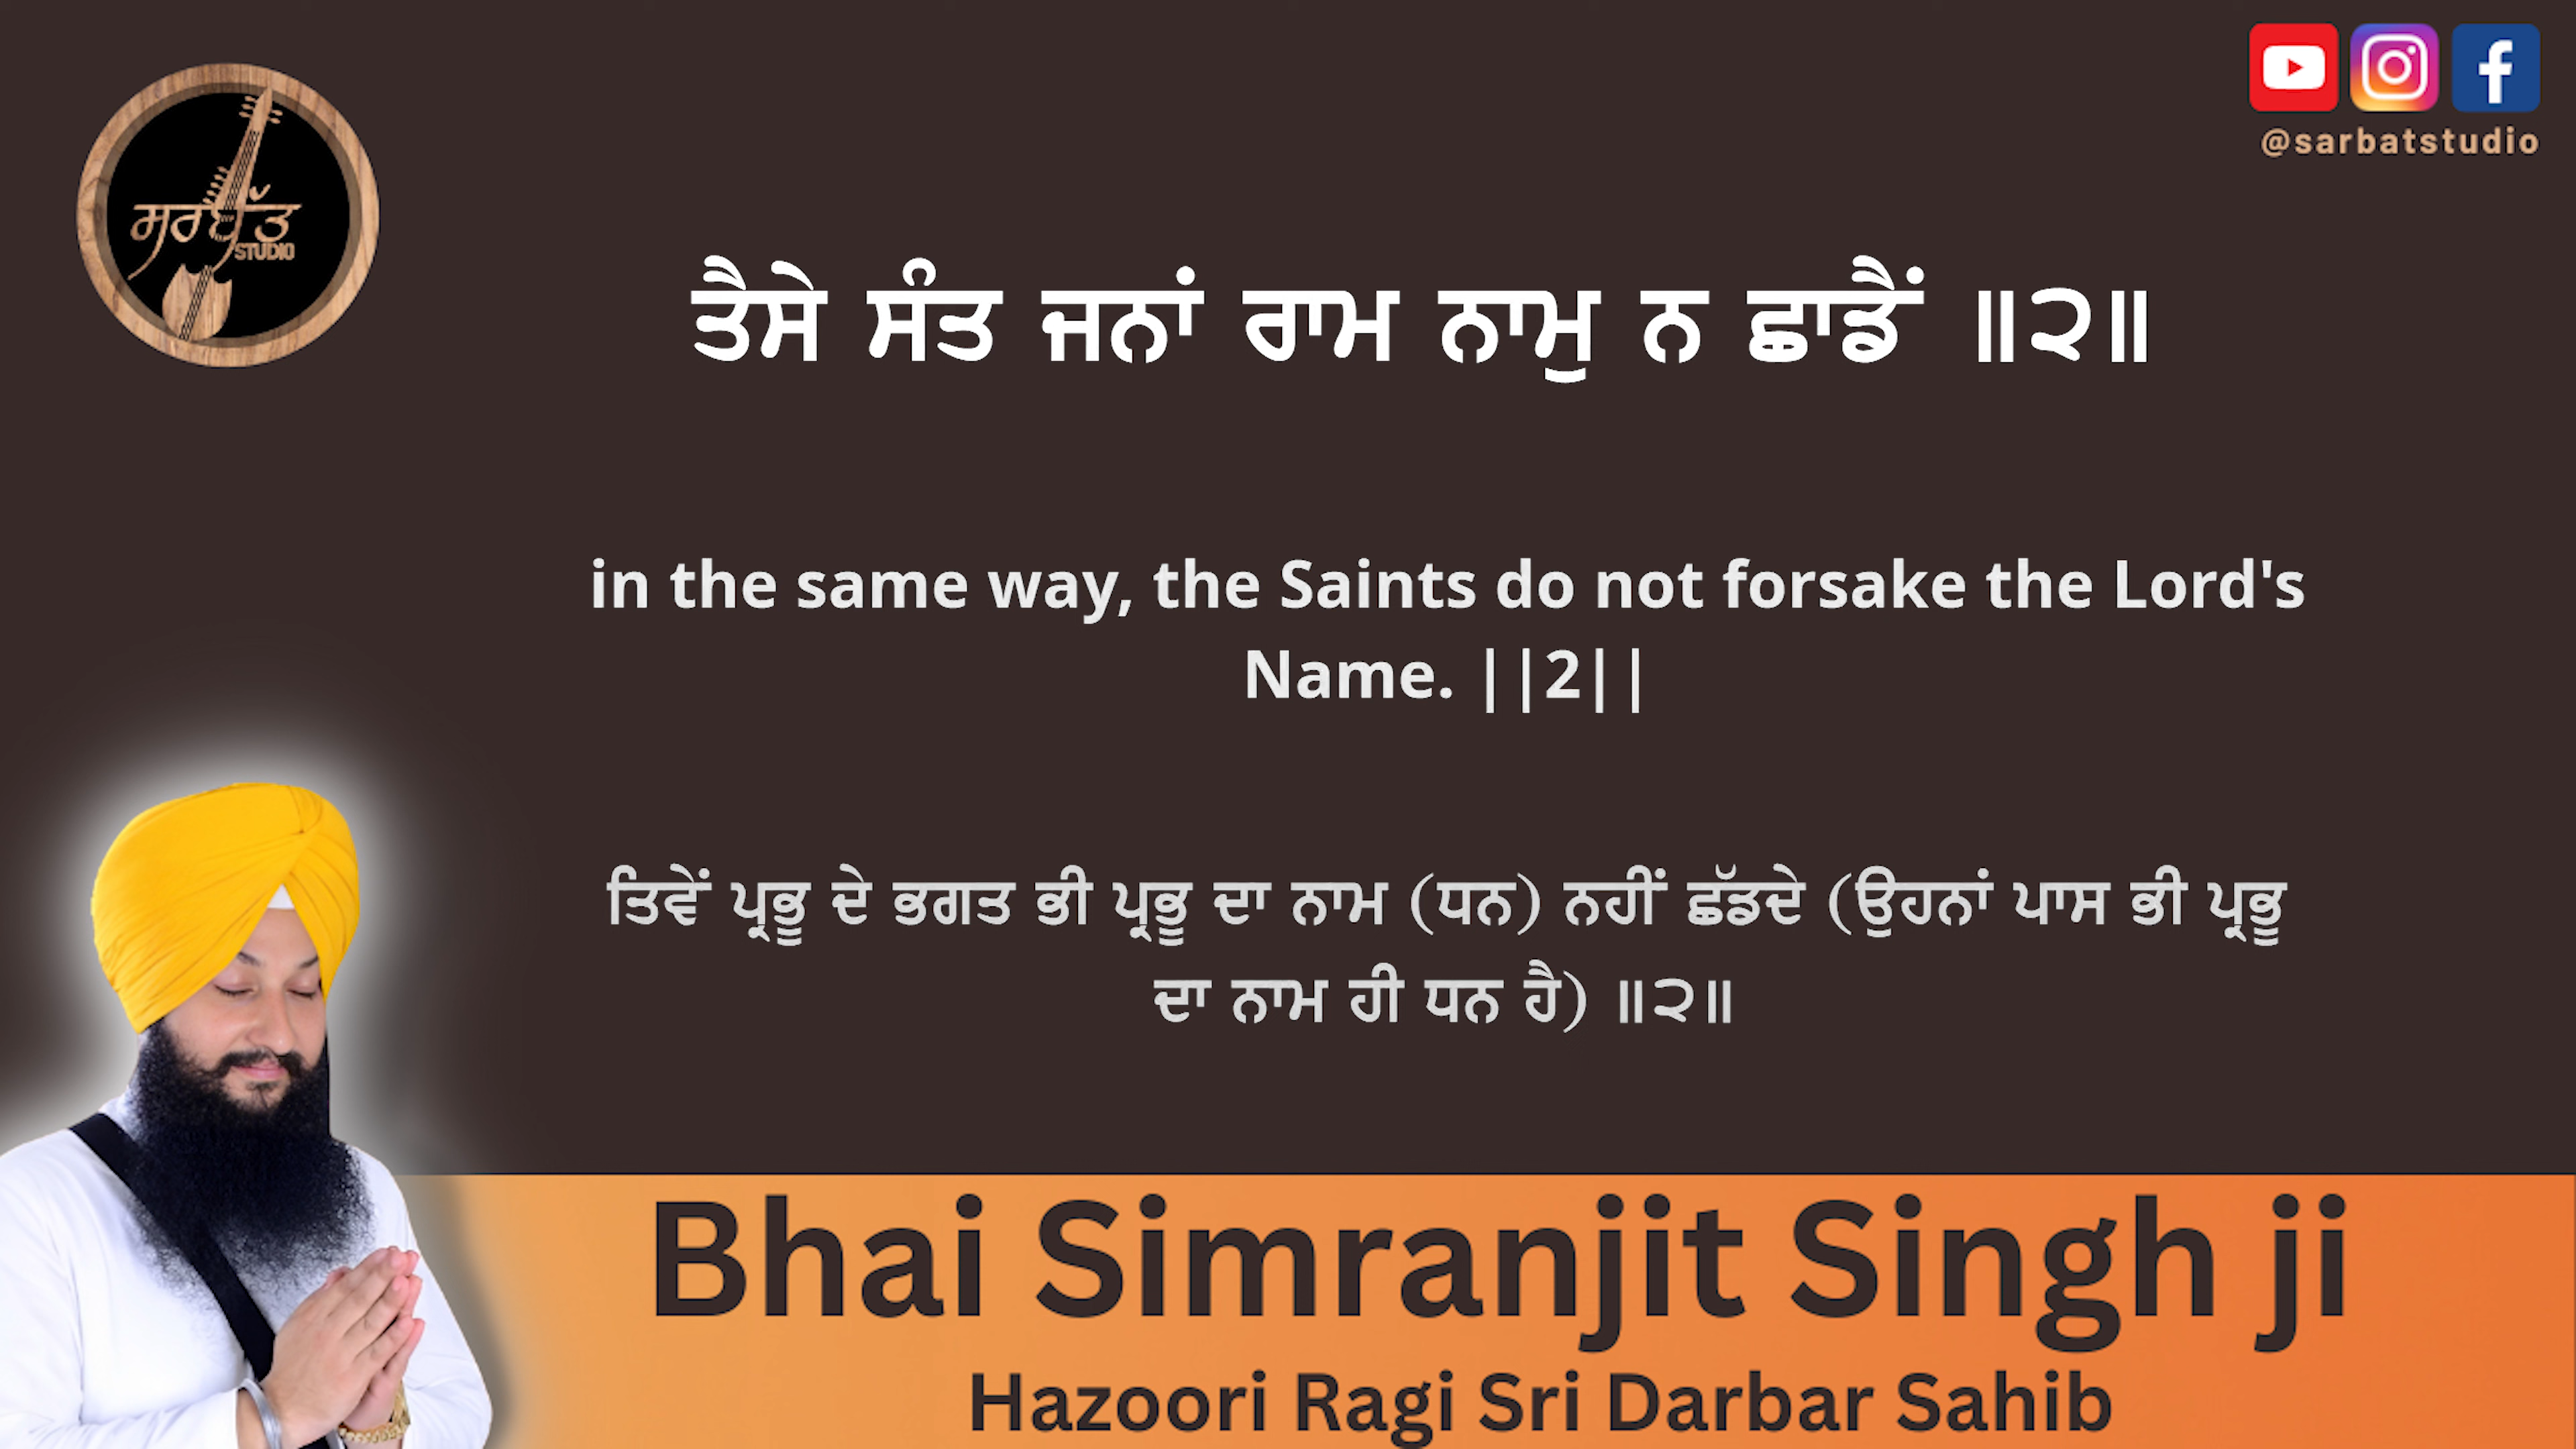 @sarbatstudio
ਸਰਬੱਤ
STUDIO
ਤੈਸੇ ਸੰਤ ਜਨਾਂ ਰਾਮ ਨਾਮੁ ਨ ਛਾਡੈਂ ॥੨॥
in the same way, the Saints do not forsake the Lord's
Name. ||2||
ਤਿਵੇਂ ਪ੍ਰਭੂ ਦੇ ਭਗਤ ਭੀ ਪ੍ਰਭੂ ਦਾ ਨਾਮ (ਧਨ) ਨਹੀਂ ਛੱਡਦੇ (ਉਹਨਾਂ ਪਾਸ ਭੀ ਪ੍ਰਭੂ
ਦਾ ਨਾਮ ਹੀ ਧਨ ਹੈ) ॥੨॥
Bhai Simranjit Singh ji
Hazoori Ragi Sri Darbar Sahib